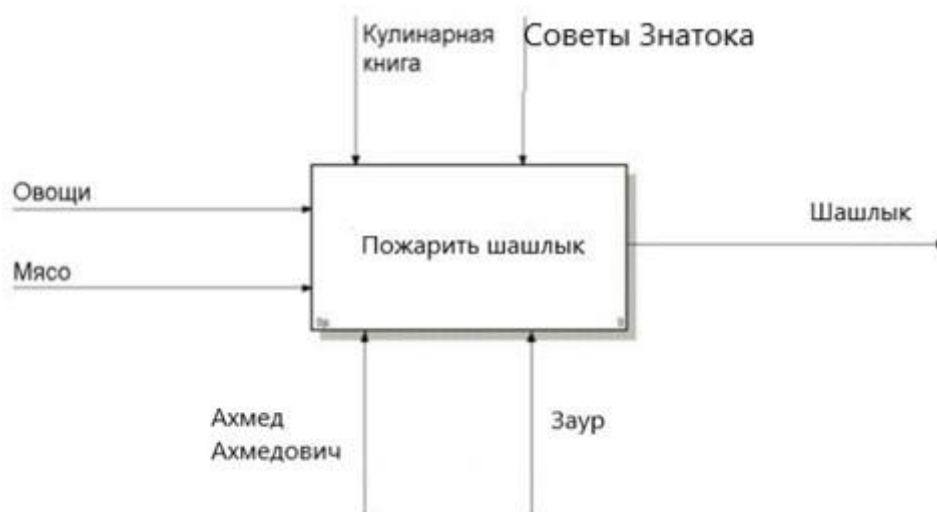 Кулинарная
книга
Советы Знатока
Овощи
Шашлык
Пожарить шашлык
Мясо
Ахмед
Ахмедович
Заур